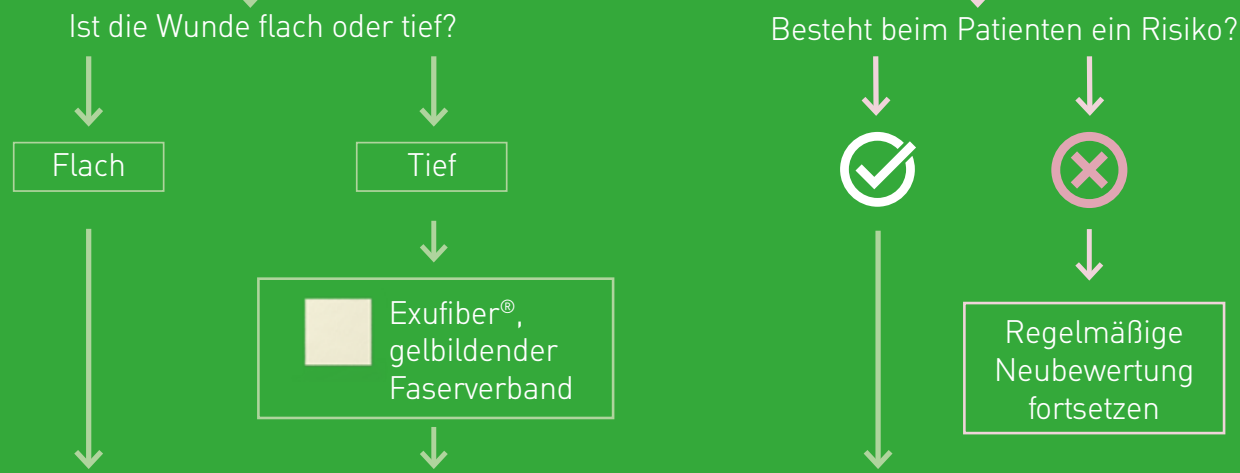 Ist die Wunde flach oder tief?
Besteht beim Patienten ein Risiko?
Flach
Tief
Exufiber®,
gelbildender
Faserverband
Regelmäßige
Neubewertung
fortsetzen